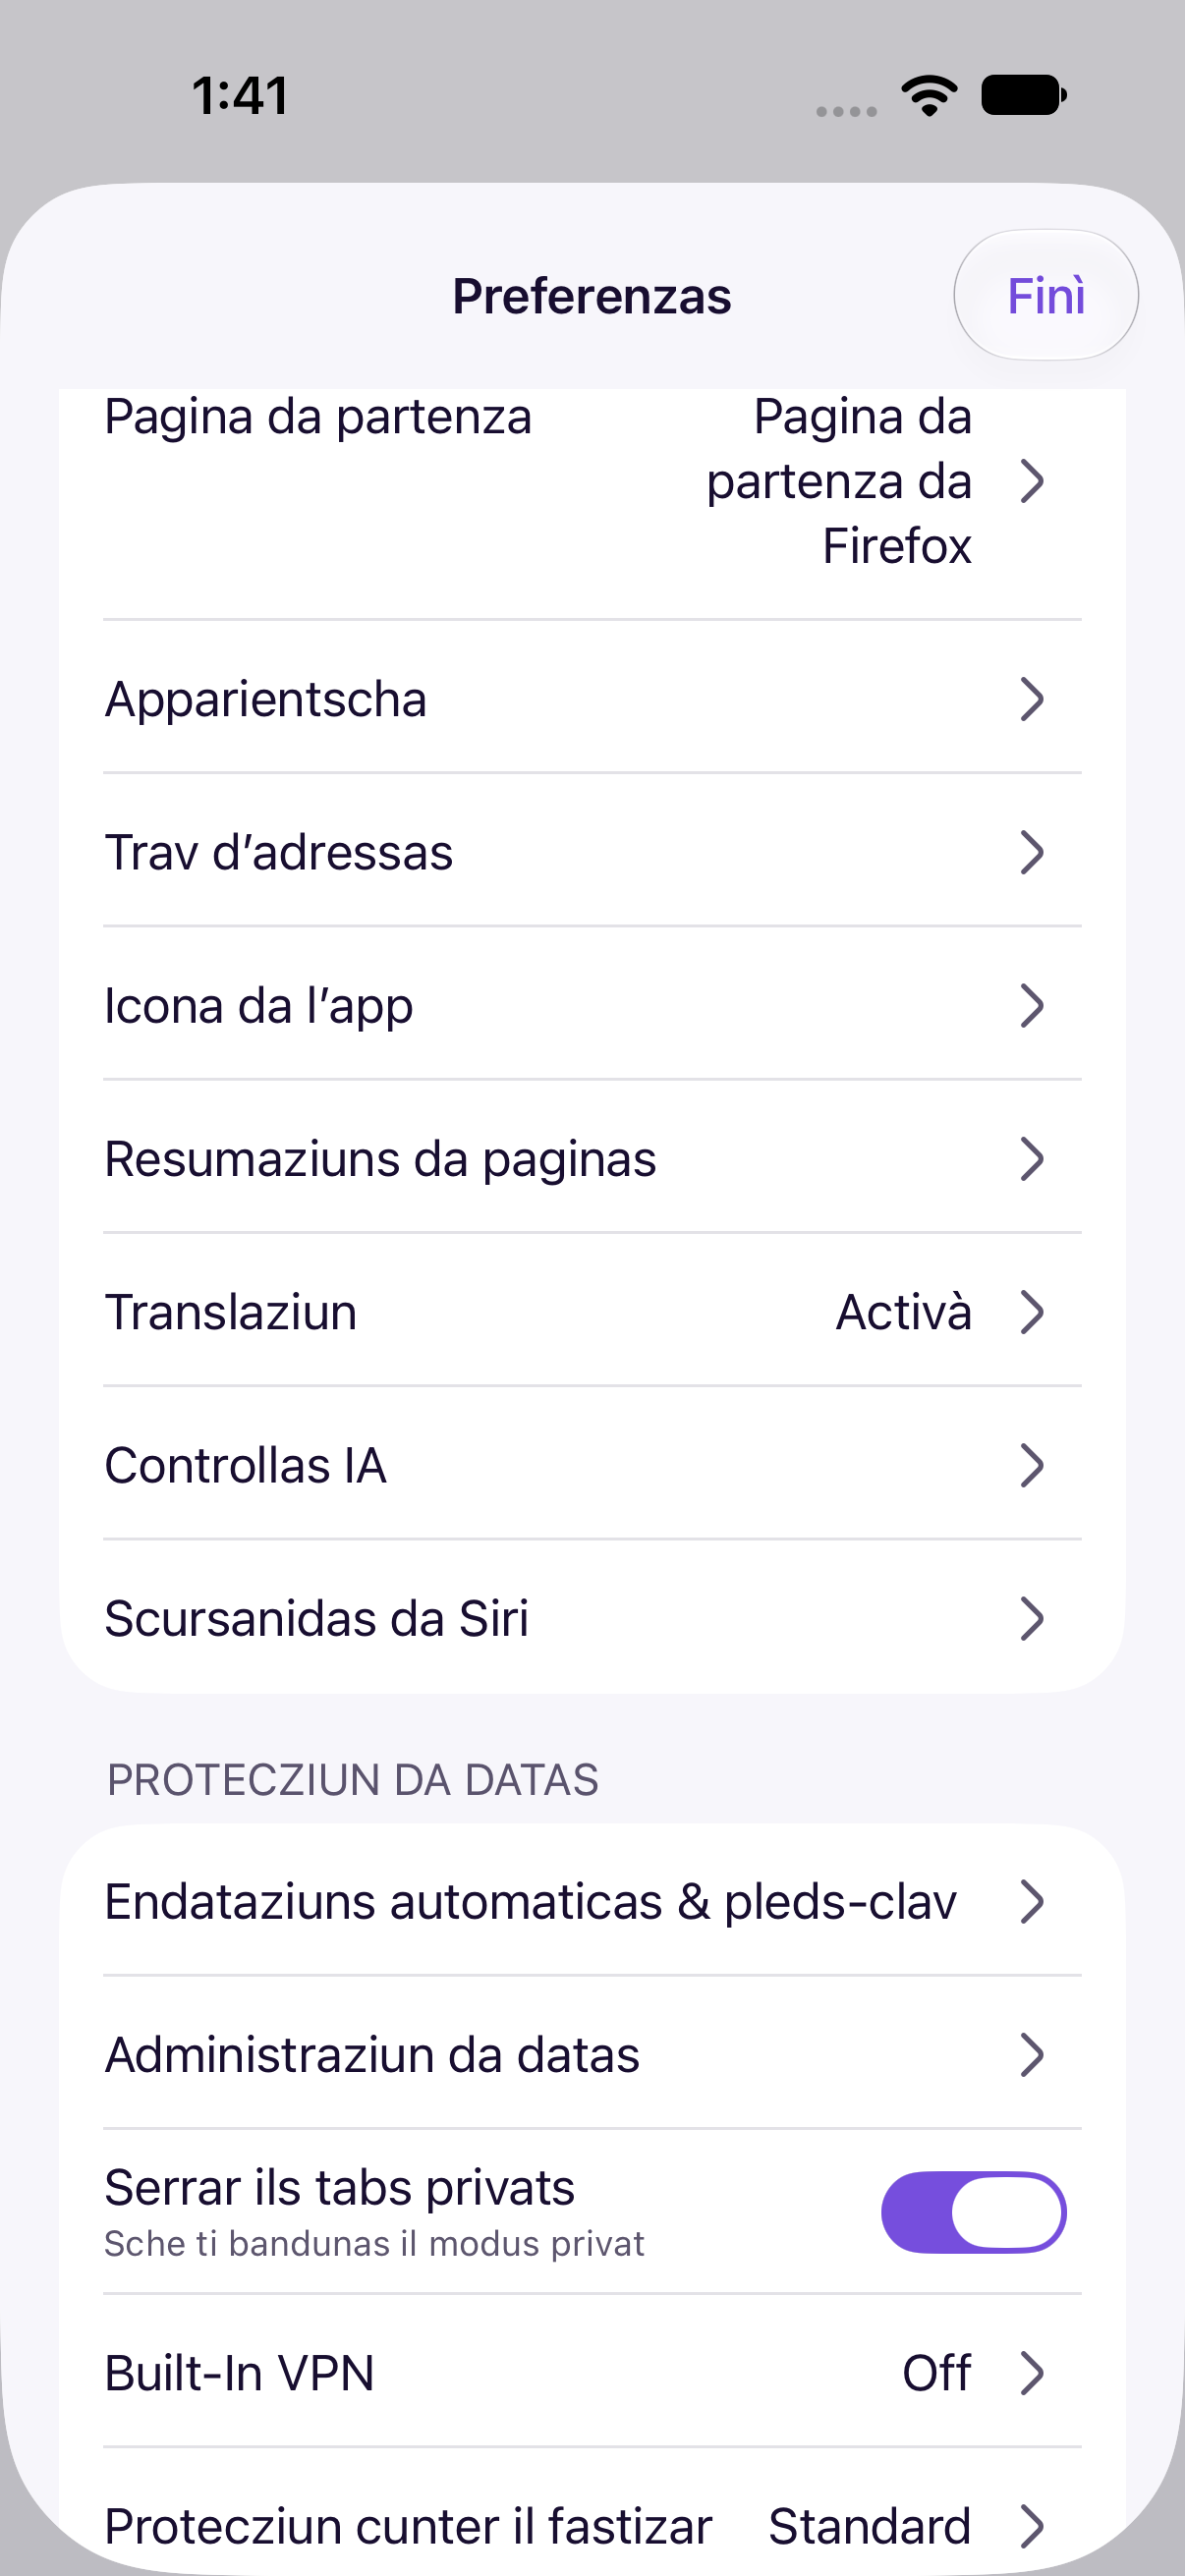 1:41
Preferenzas
Finì
Pagina da partenza
Pagina da
partenza da
Firefox
Apparientscha
Trav d’adressas
Icona da l’app
Resumaziuns da paginas
Translaziun
Activà
Controllas IA
Scursanidas da Siri
PROTECZIUN DA DATAS
Endataziuns automaticas & pleds-clav
Administraziun da datas
Serrar ils tabs privats
Sche ti bandunas il modus privat
Built-In VPN
Off
Protecziun cunter il fastizar
Standard